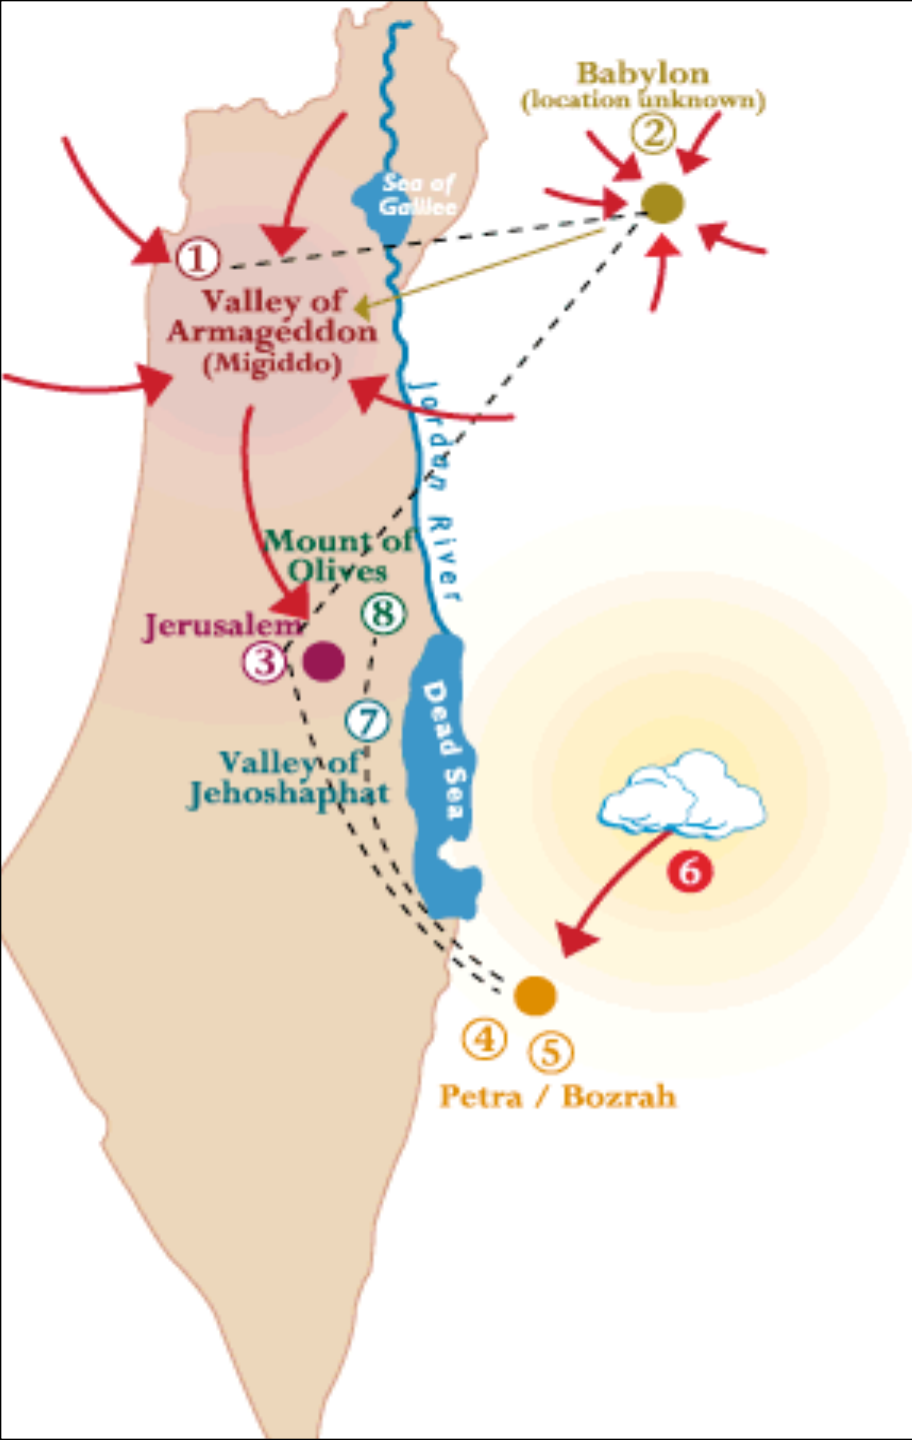 Babylon
(location unknown)
2
Sea of
Galilee
1
Valley of
Armageddon
(Migiddo)
Jordan River
Mount of
Olives
8
Jerusalem
3
7
Valley of
Jehoshaphat
Dead Sea
6
4
5
Petra / Bozrah